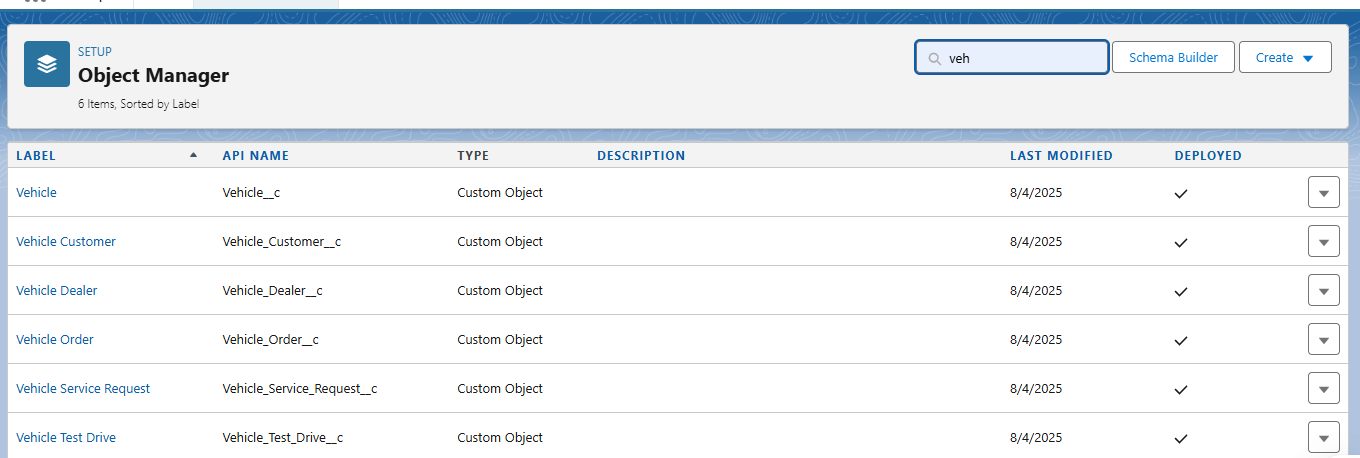 SETUP
Object Manager
6 Items, Sorted by Label
veh
Schema Builder
Create
LABEL API NAME TYPE DESCRIPTION LAST MODIFIED DEPLOYED
Vehicle Vehicle__c Custom Object 8/4/2025
Vehicle Customer Vehicle_Customer__c Custom Object 8/4/2025
Vehicle Dealer Vehicle_Dealer__c Custom Object 8/4/2025
Vehicle Order Vehicle_Order__c Custom Object 8/4/2025
Vehicle Service Request Vehicle_Service_Request__c Custom Object 8/4/2025
Vehicle Test Drive Vehicle_Test_Drive__c Custom Object 8/4/2025